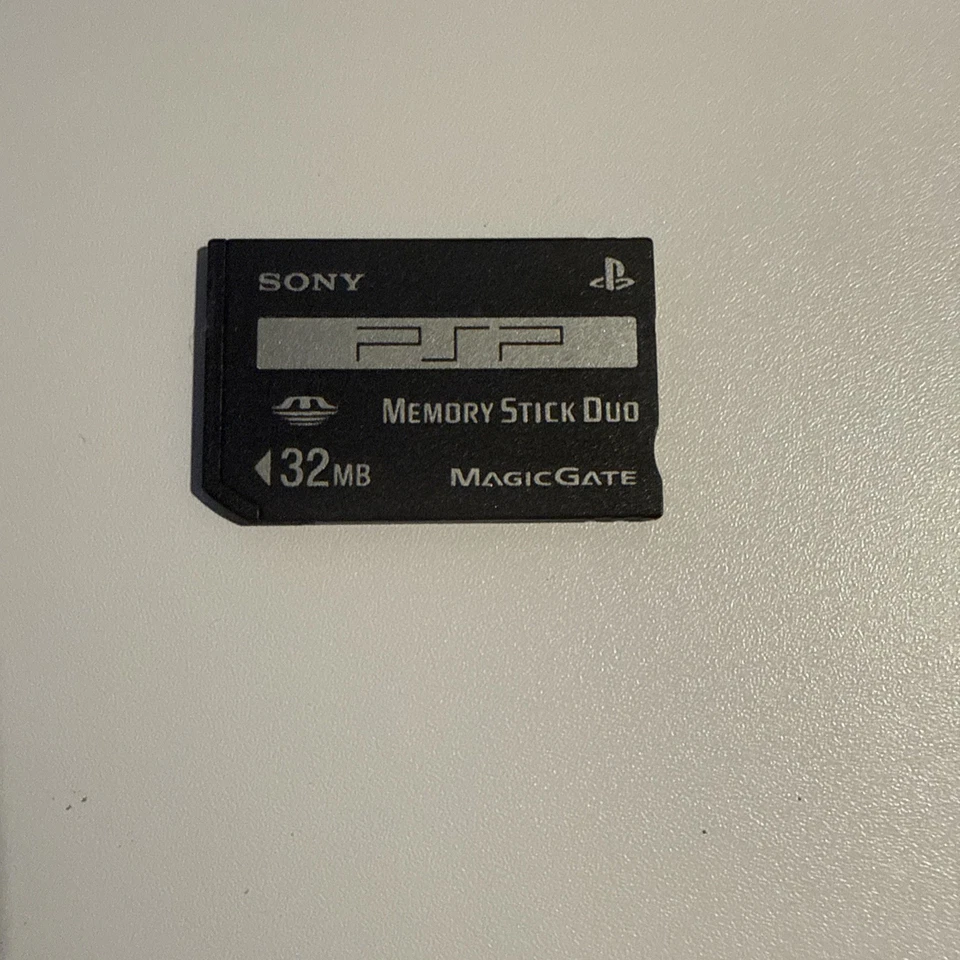 SONY
PSP
MEMORY STICK DUO
32MB
MAGICGATE